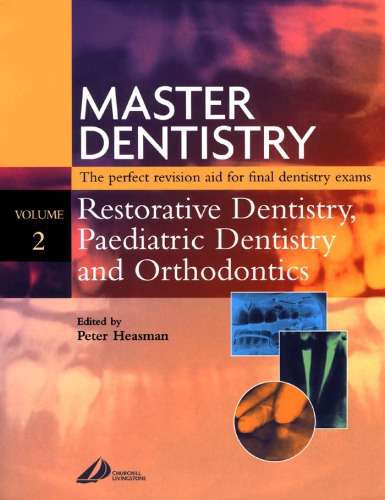 MASTER
DENTISTRY
The perfect revision aid for final dentistry exams
VOLUME
2
Restorative Dentistry,
Paediatric Dentistry
and Orthodontics
Edited by
Peter Heasman
CHURCHILL
LIVINGSTONE